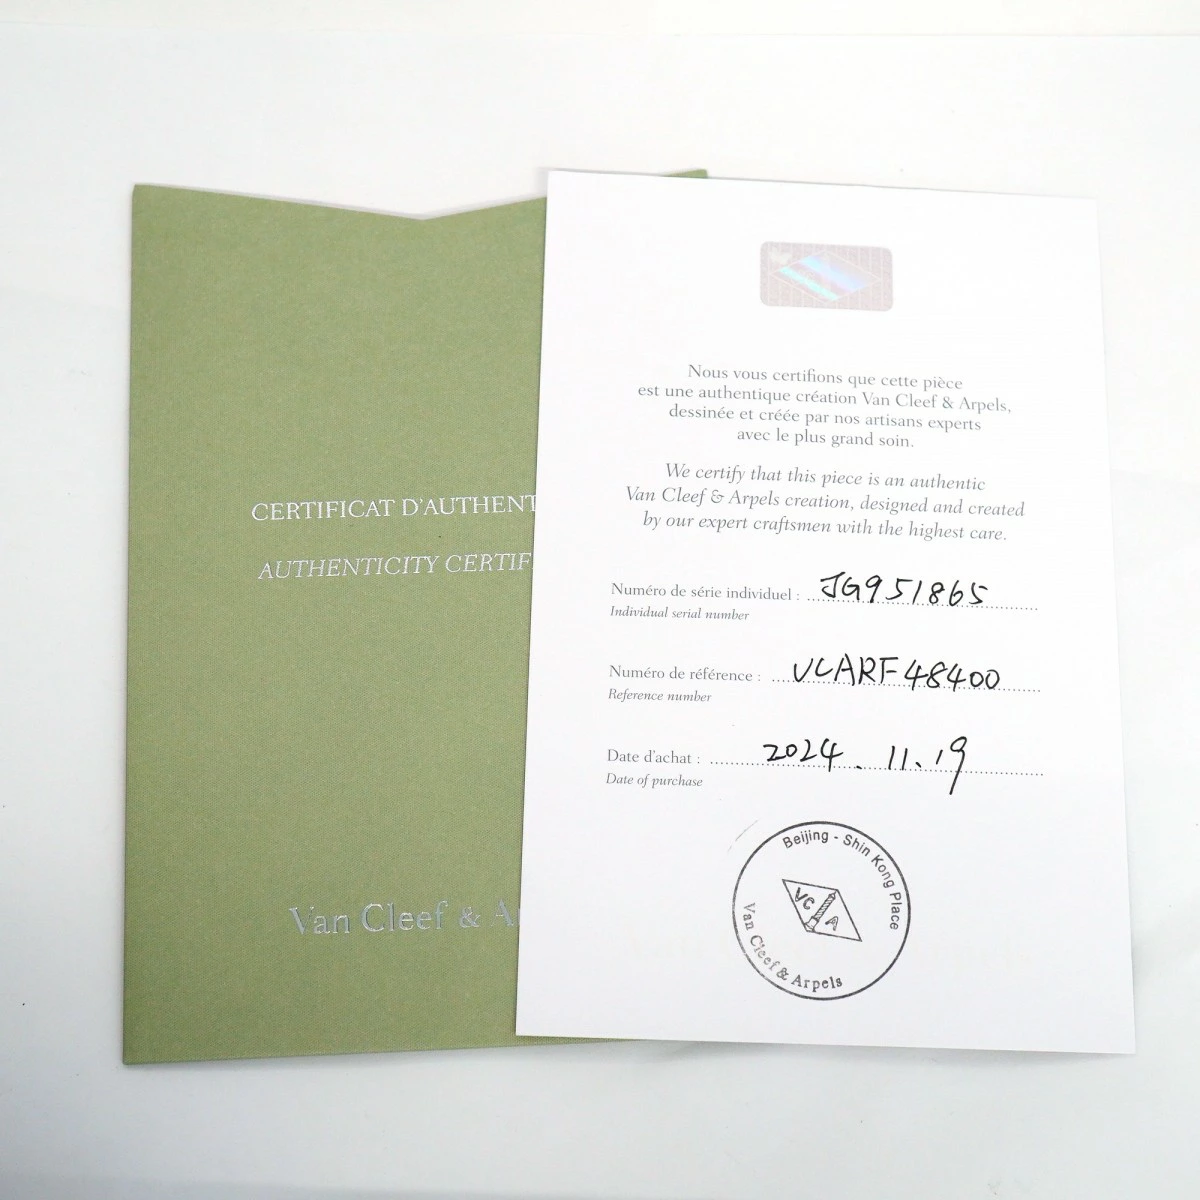 CERTIFICAT D'AUTHENT
AUTHENTICITY CERTIF
Van Cleef & A
Nous vous certifions que cette pièce
est une authentique création Van Cleef & Arpels,
dessinée et créée par nos artisans experts
avec le plus grand soin.
We certify that this piece is an authentic
Van Cleef & Arpels creation, designed and created
by our expert craftsmen with the highest care.
Numéro de série individuel : JG951865
Individual serial number
Numéro de référence : VCARF48400
Reference number
Date d'achat : 2024.11.19
Date of purchase
Beijing - Shin Kong Place
VC A
Van Cleef & Arpels